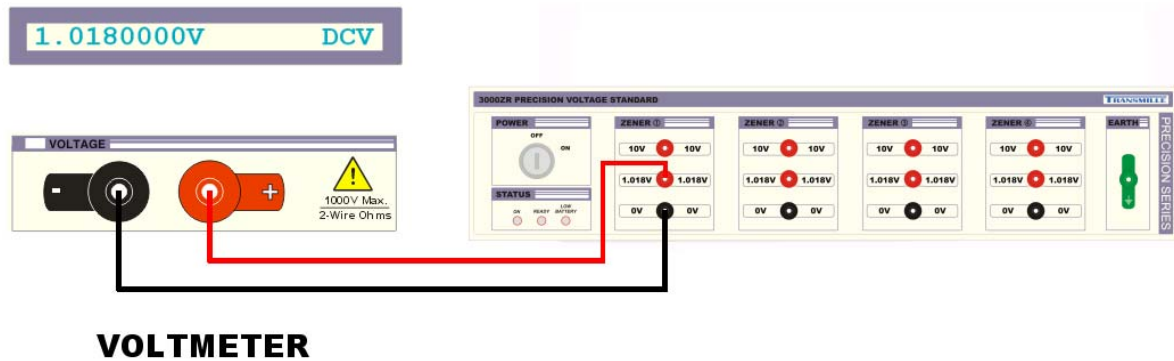 1.0180000V DCV
3000ZR PRECISION VOLTAGE STANDARD TRANSMILLE
VOLTAGE
- +
1000V Max.
2-Wire Ohms
POWER
OFF
ON
STATUS
ON READY LOW BATTERY
ZENER ① ZENER ② ZENER ③ ZENER ④ EARTH
10V 10V 10V 10V 10V 10V 10V 10V
1.018V 1.018V 1.018V 1.018V 1.018V 1.018V 1.018V 1.018V
0V 0V 0V 0V 0V 0V 0V 0V
PRECISION SERIES
VOLTMETER